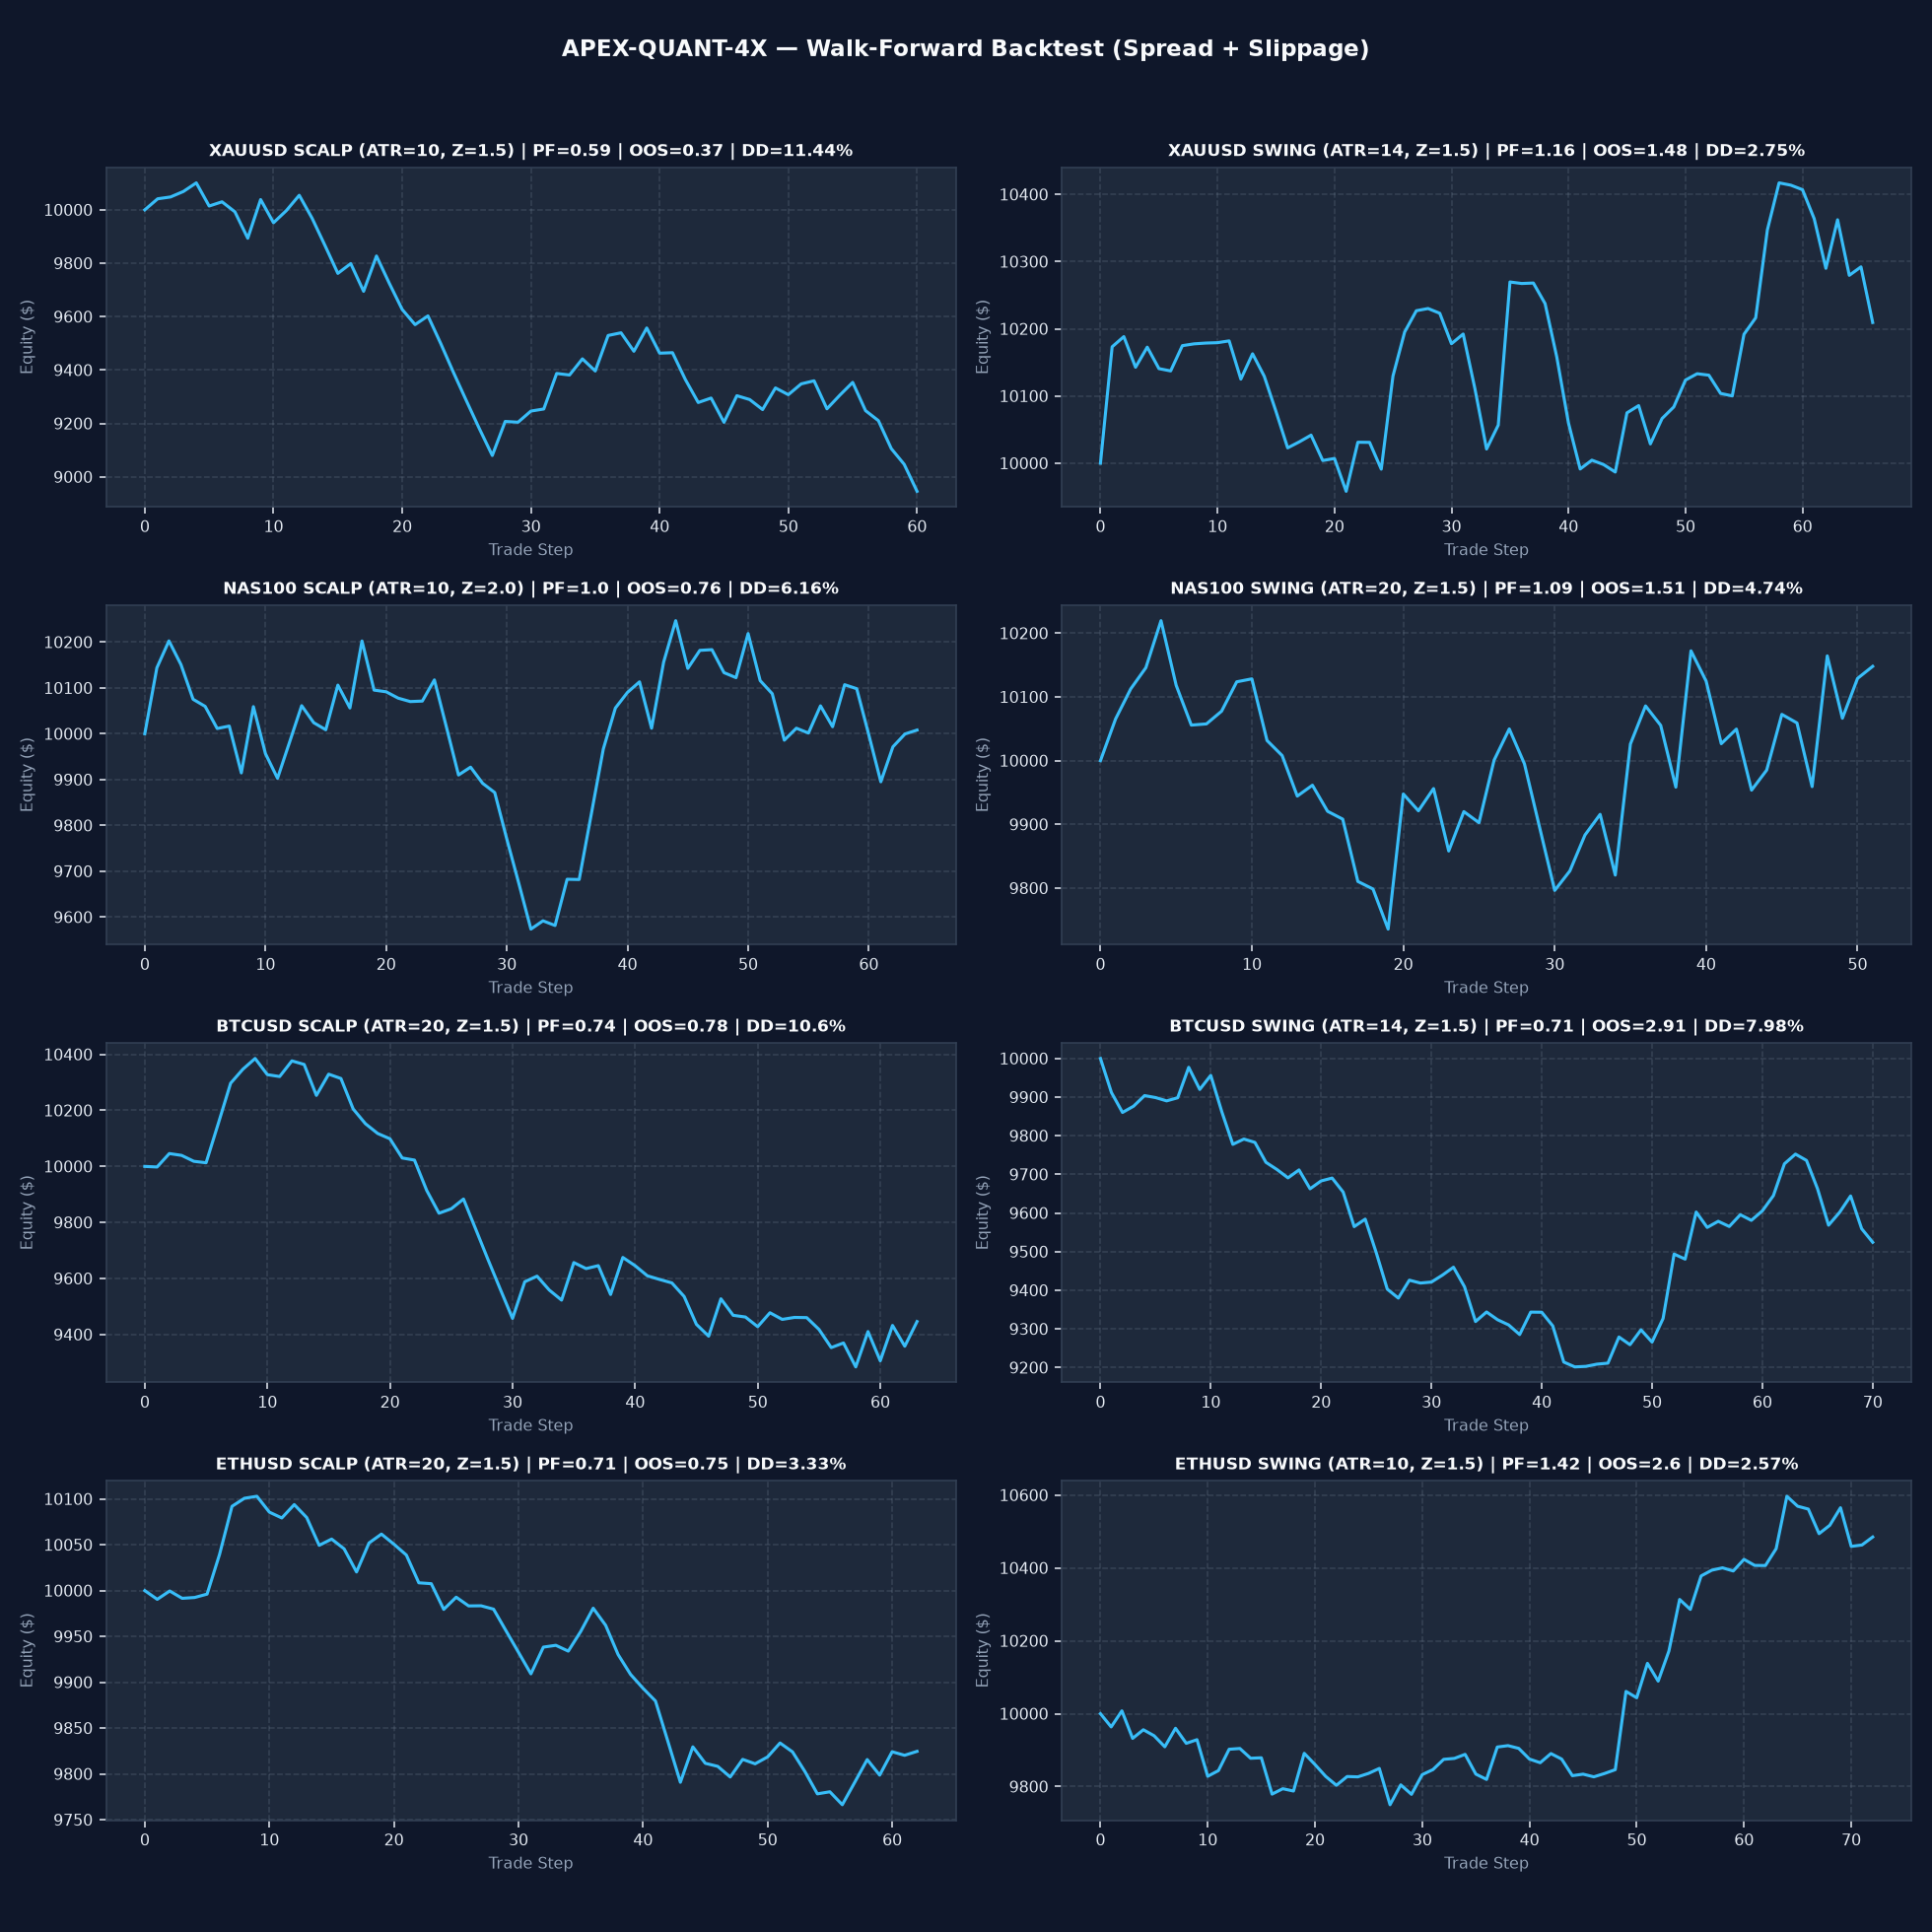 APEX-QUANT-4X — Walk-Forward Backtest (Spread + Slippage)
XAUUSD SCALP (ATR=10, Z=1.5) | PF=0.59 | OOS=0.37 | DD=11.44%
Equity ($)
10000
9800
9600
9400
9200
9000
0 10 20 30 40 50 60
Trade Step
XAUUSD SWING (ATR=14, Z=1.5) | PF=1.16 | OOS=1.48 | DD=2.75%
Equity ($)
10400
10300
10200
10100
10000
0 10 20 30 40 50 60
Trade Step
NAS100 SCALP (ATR=10, Z=2.0) | PF=1.0 | OOS=0.76 | DD=6.16%
Equity ($)
10200
10100
10000
9900
9800
9700
9600
0 10 20 30 40 50 60
Trade Step
NAS100 SWING (ATR=20, Z=1.5) | PF=1.09 | OOS=1.51 | DD=4.74%
Equity ($)
10200
10100
10000
9900
9800
0 10 20 30 40 50
Trade Step
BTCUSD SCALP (ATR=20, Z=1.5) | PF=0.74 | OOS=0.78 | DD=10.6%
Equity ($)
10400
10200
10000
9800
9600
9400
0 10 20 30 40 50 60
Trade Step
BTCUSD SWING (ATR=14, Z=1.5) | PF=0.71 | OOS=2.91 | DD=7.98%
Equity ($)
10000
9900
9800
9700
9600
9500
9400
9300
9200
0 10 20 30 40 50 60 70
Trade Step
ETHUSD SCALP (ATR=20, Z=1.5) | PF=0.71 | OOS=0.75 | DD=3.33%
Equity ($)
10100
10050
10000
9950
9900
9850
9800
9750
0 10 20 30 40 50 60
Trade Step
ETHUSD SWING (ATR=10, Z=1.5) | PF=1.42 | OOS=2.6 | DD=2.57%
Equity ($)
10600
10400
10200
10000
9800
0 10 20 30 40 50 60 70
Trade Step